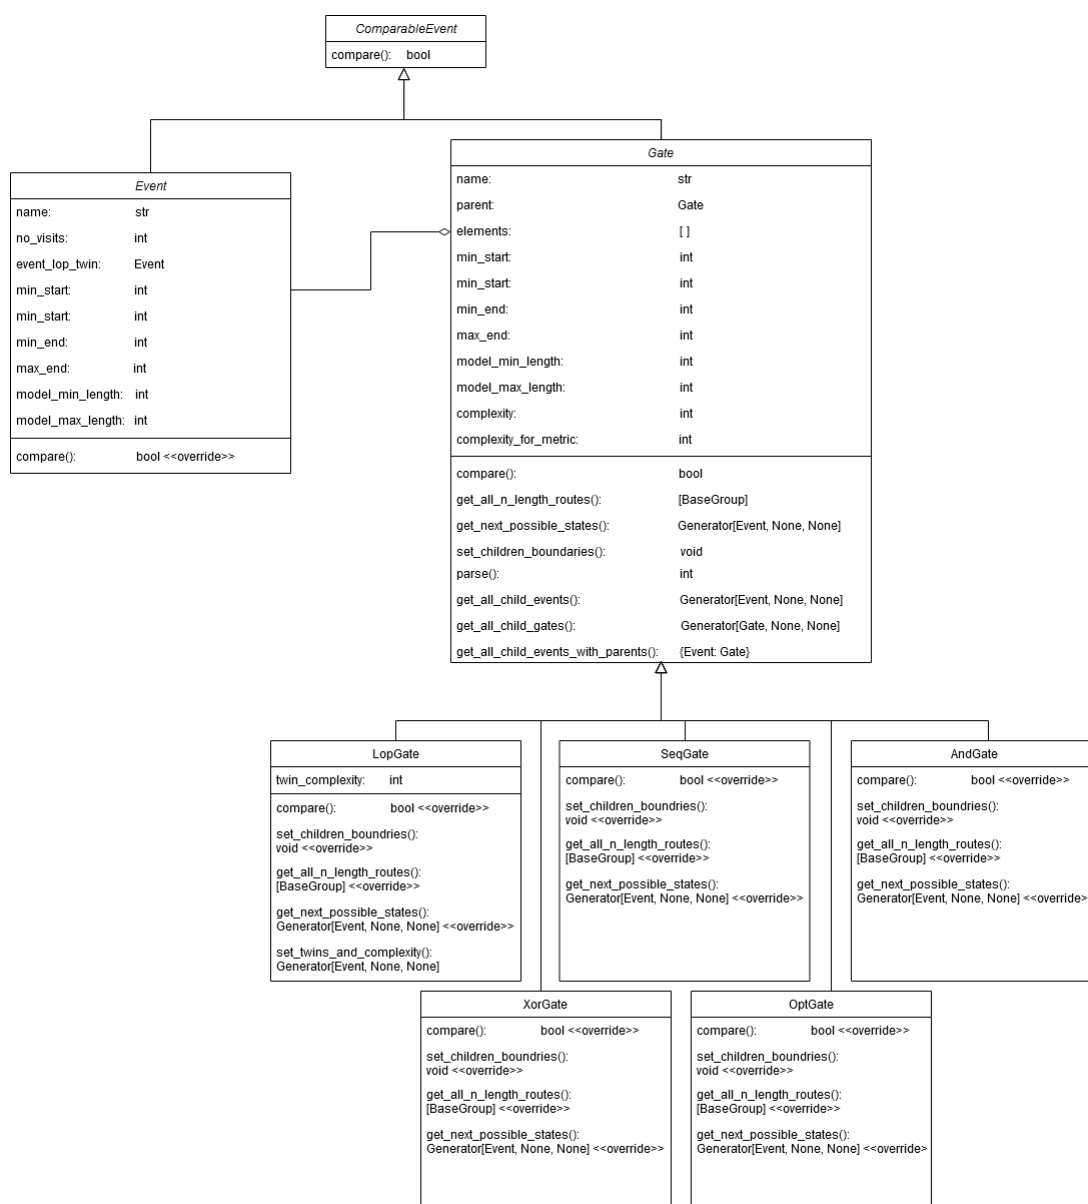 ComparableEvent
compare(): bool
Event
name: str
no_visits: int
event_lop_twin: Event
min_start: int
min_start: int
min_end: int
max_end: int
model_min_length: int
model_max_length: int
compare(): bool <<override>>
Gate
name: str
parent: Gate
elements: [ ]
min_start: int
min_start: int
min_end: int
max_end: int
model_min_length: int
model_max_length: int
complexity: int
complexity_for_metric: int
compare(): bool
get_all_n_length_routes(): [BaseGroup]
get_next_possible_states(): Generator[Event, None, None]
set_children_boundaries(): void
parse(): int
get_all_child_events(): Generator[Event, None, None]
get_all_child_gates(): Generator[Gate, None, None]
get_all_child_events_with_parents(): {Event: Gate}
LopGate
twin_complexity: int
compare(): bool <<override>>
set_children_boundries():
void <<override>>
get_all_n_length_routes():
[BaseGroup] <<override>>
get_next_possible_states():
Generator[Event, None, None] <<override>>
set_twins_and_complexity():
Generator[Event, None, None]
SeqGate
compare(): bool <<override>>
set_children_boundries():
void <<override>>
get_all_n_length_routes():
[BaseGroup] <<override>>
get_next_possible_states():
Generator[Event, None, None] <<override>>
AndGate
compare(): bool <<override>>
set_children_boundries():
void <<override>>
get_all_n_length_routes():
[BaseGroup] <<override>>
get_next_possible_states():
Generator[Event, None, None] <<override>
XorGate
compare(): bool <<override>>
set_children_boundries():
void <<override>>
get_all_n_length_routes():
[BaseGroup] <<override>>
get_next_possible_states():
Generator[Event, None, None] <<override>>
OptGate
compare(): bool <<override>>
set_children_boundries():
void <<override>>
get_all_n_length_routes():
[BaseGroup] <<override>>
get_next_possible_states():
Generator[Event, None, None] <<override>